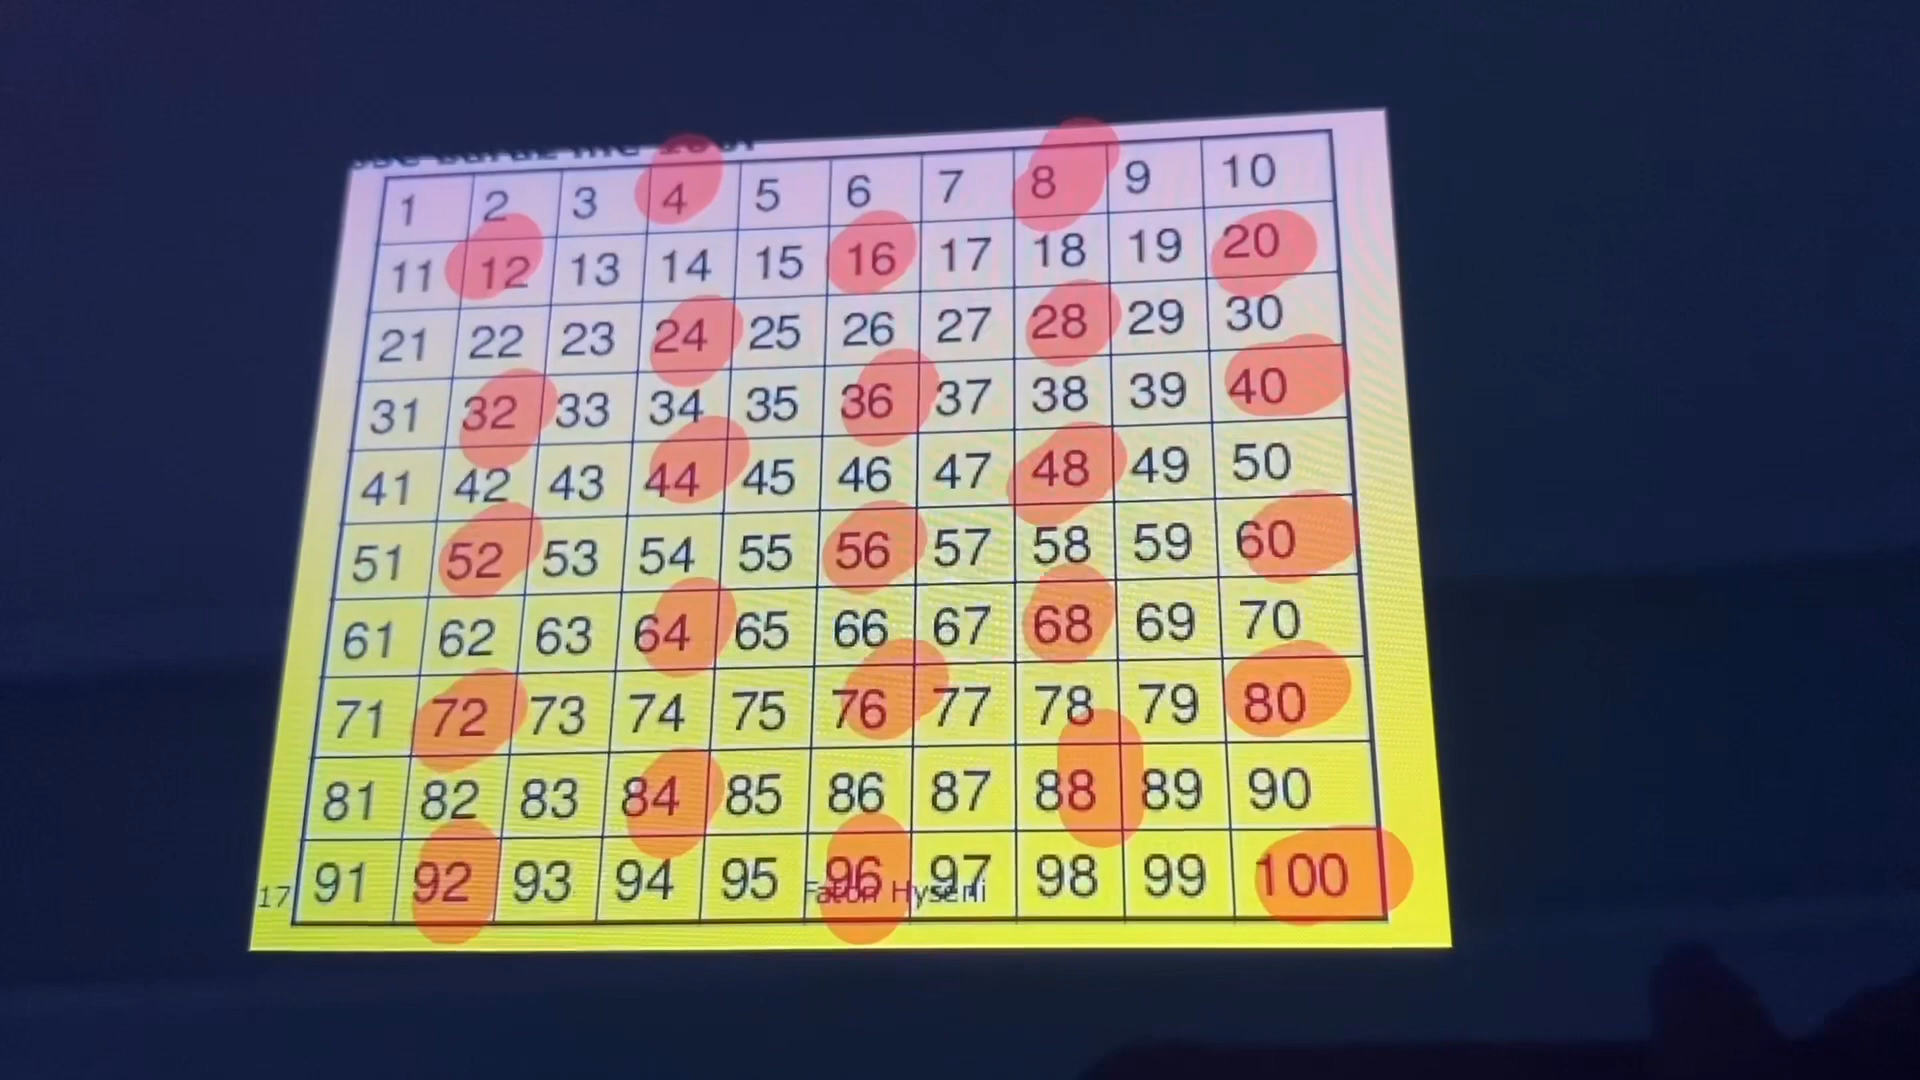 1 2 3 4 5 6 7 8 9 10
11 12 13 14 15 16 17 18 19 20
21 22 23 24 25 26 27 28 29 30
31 32 33 34 35 36 37 38 39 40
41 42 43 44 45 46 47 48 49 50
51 52 53 54 55 56 57 58 59 60
61 62 63 64 65 66 67 68 69 70
71 72 73 74 75 76 77 78 79 80
81 82 83 84 85 86 87 88 89 90
91 92 93 94 95 96 97 98 99 100
17 Faton Hyseni